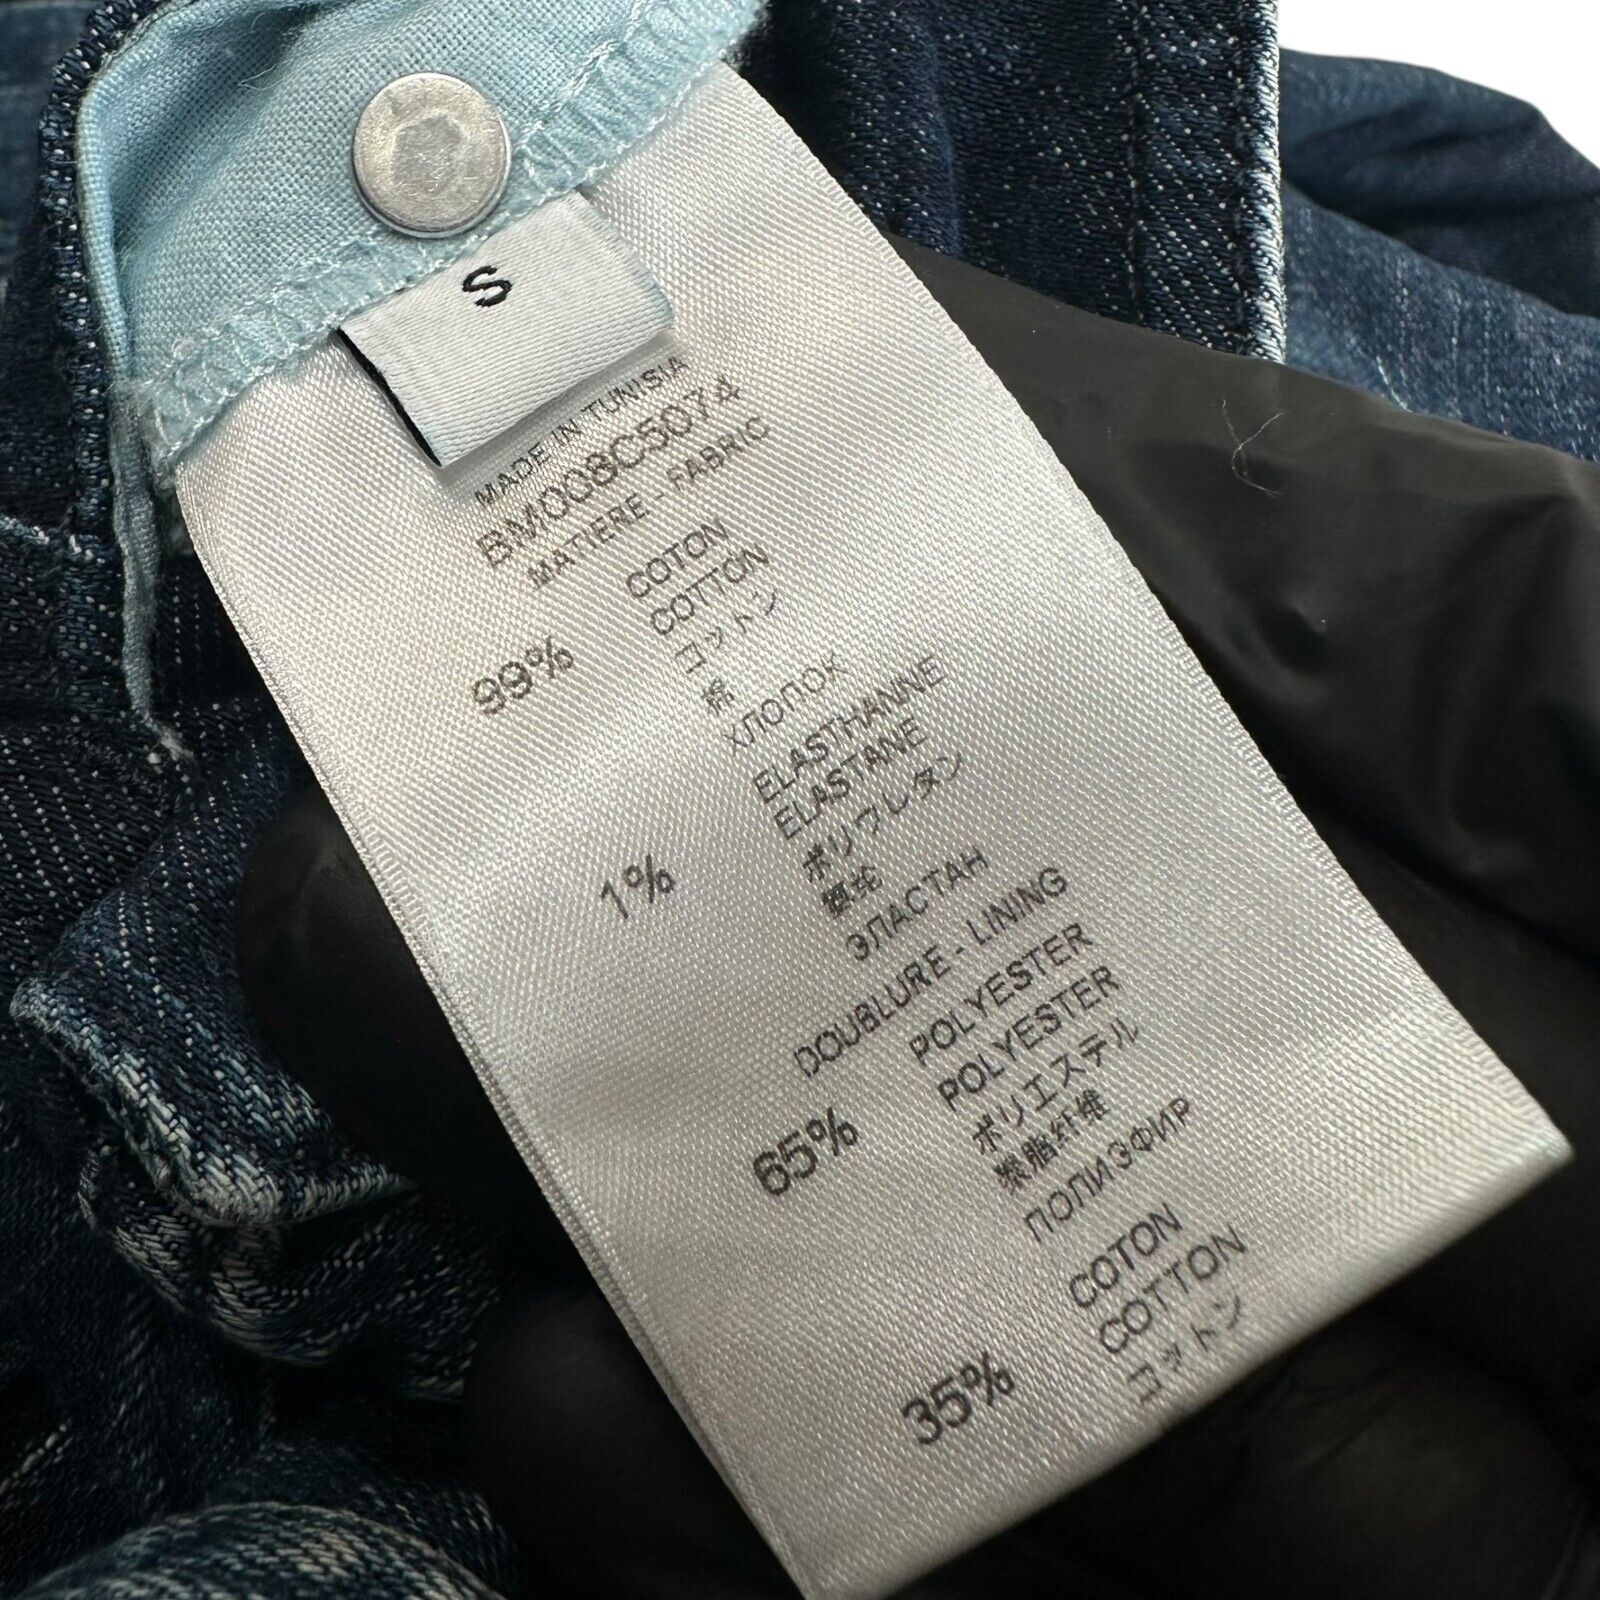 S
MADE IN TUNISIA
BM008C5074
MATIERE - FABRIC
99% COTON
COTTON
コットン
棉
ХЛОПОК
1% ELASTHANNE
ELASTANE
ポリウレタン
氨纶
ЭЛАСТАН
DOUBLURE - LINING
65% POLYESTER
POLYESTER
ポリエステル
聚脂纤维
ПОЛИЭФИР
35% COTON
COTTON
コットン